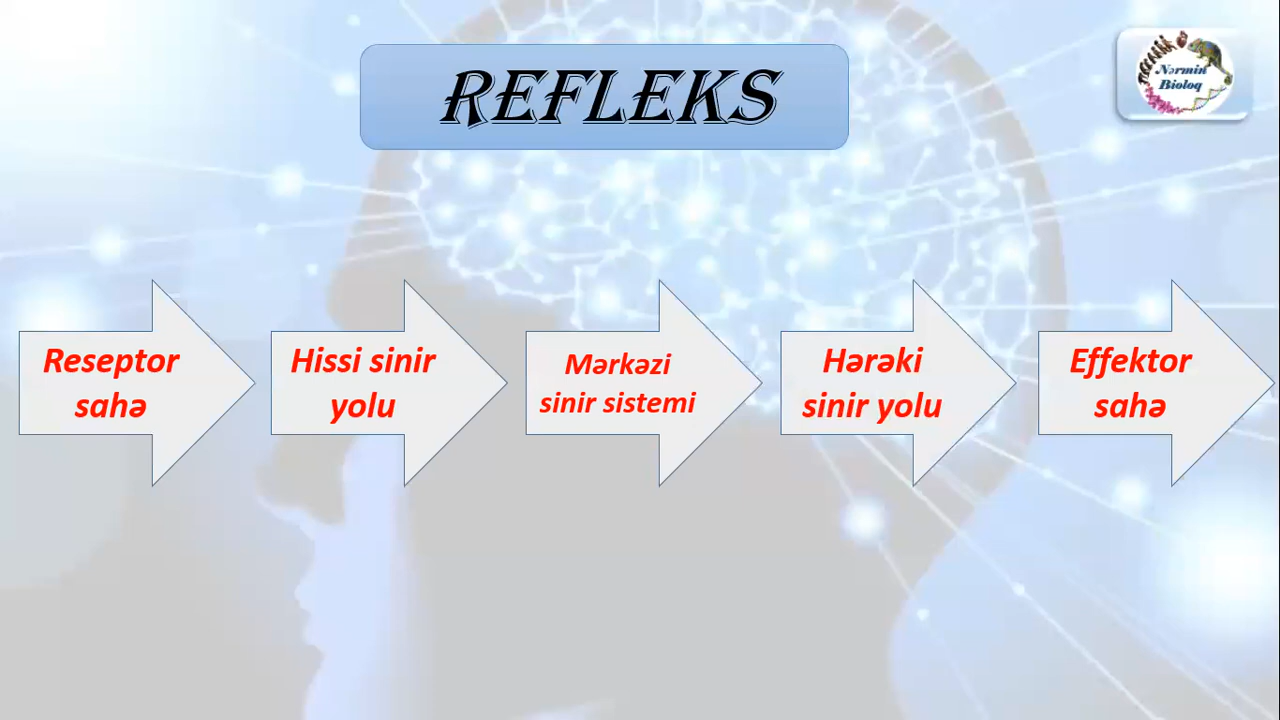 REFLEKS
Nərmin
Bioloq
Reseptor
sahə
Hissi sinir
yolu
Mərkəzi
sinir sistemi
Hərəki
sinir yolu
Effektor
sahə